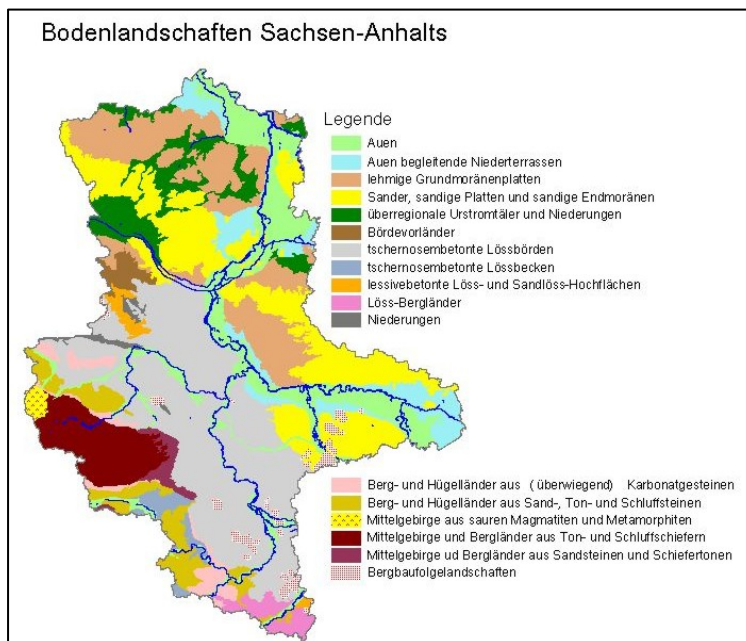 Bodenlandschaften Sachsen-Anhalts
Legende
Auen
Auen begleitende Niederterrassen
lehmige Grundmoränenplatten
Sander, sandige Platten und sandige Endmoränen
überregionale Urstromtäler und Niederungen
Bördevorländer
tschernosembetonte Lössbörden
tschernosembetonte Lössbecken
lessivebetonte Löss- und Sandlöss-Hochflächen
Löss-Bergländer
Niederungen
Berg- und Hügelländer aus ( überwiegend) Karbonatgesteinen
Berg- und Hügelländer aus Sand-, Ton- und Schluffsteinen
Mittelgebirge aus sauren Magmatiten und Metamorphiten
Mittelgebirge und Bergländer aus Ton- und Schluffschiefern
Mittelgebirge ud Bergländer aus Sandsteinen und Schiefertonen
Bergbaufolgelandschaften